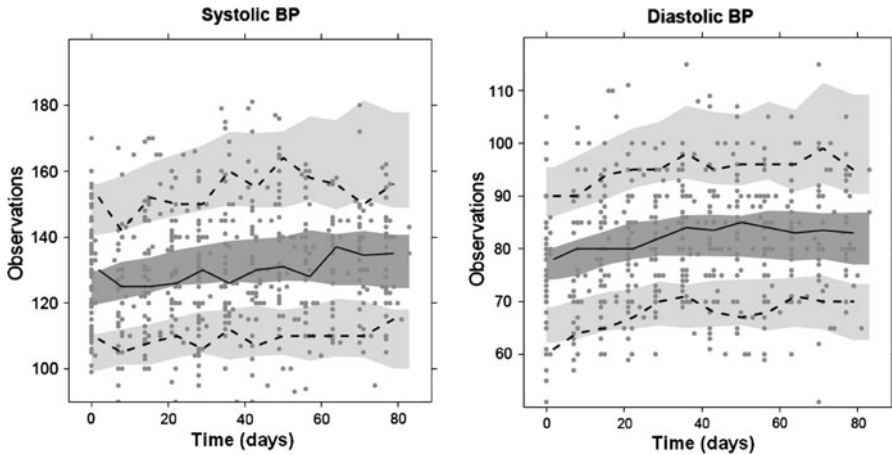 Systolic BP
180
160
140
120
100
Observations
0 20 40 60 80
Time (days)
Diastolic BP
110
100
90
80
70
60
Observations
0 20 40 60 80
Time (days)